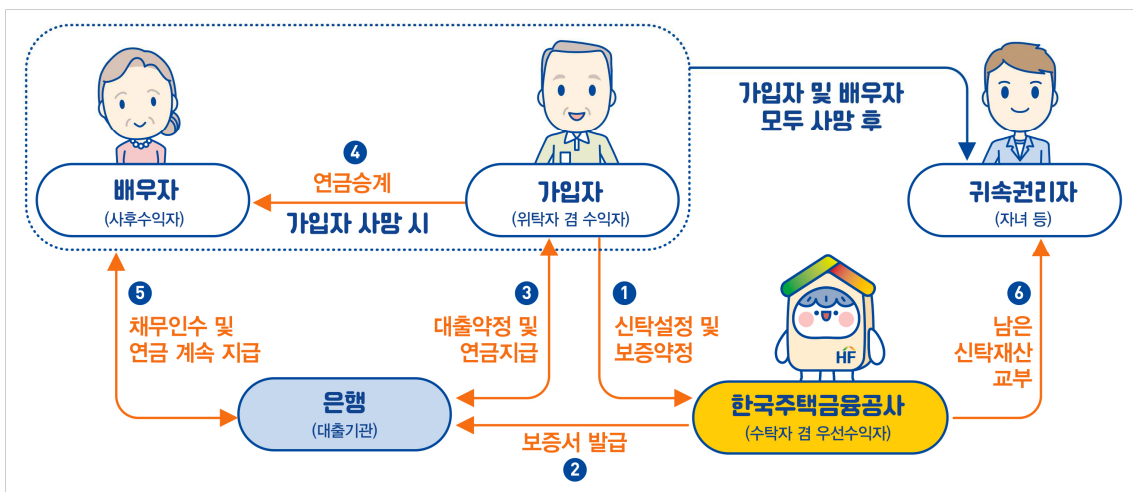 가입자 및 배우자
모두 사망 후
4
연금승계
배우자
(사후수익자)
가입자 사망 시
가입자
(위탁자 겸 수익자)
귀속권리자
(자녀 등)
5
채무인수 및
연금 계속 지급
3
대출약정 및
연금지급
1
신탁설정 및
보증약정
HF
6
남은
신탁재산
교부
은행
(대출기관)
보증서 발급
2
한국주택금융공사
(수탁자 겸 우선수익자)